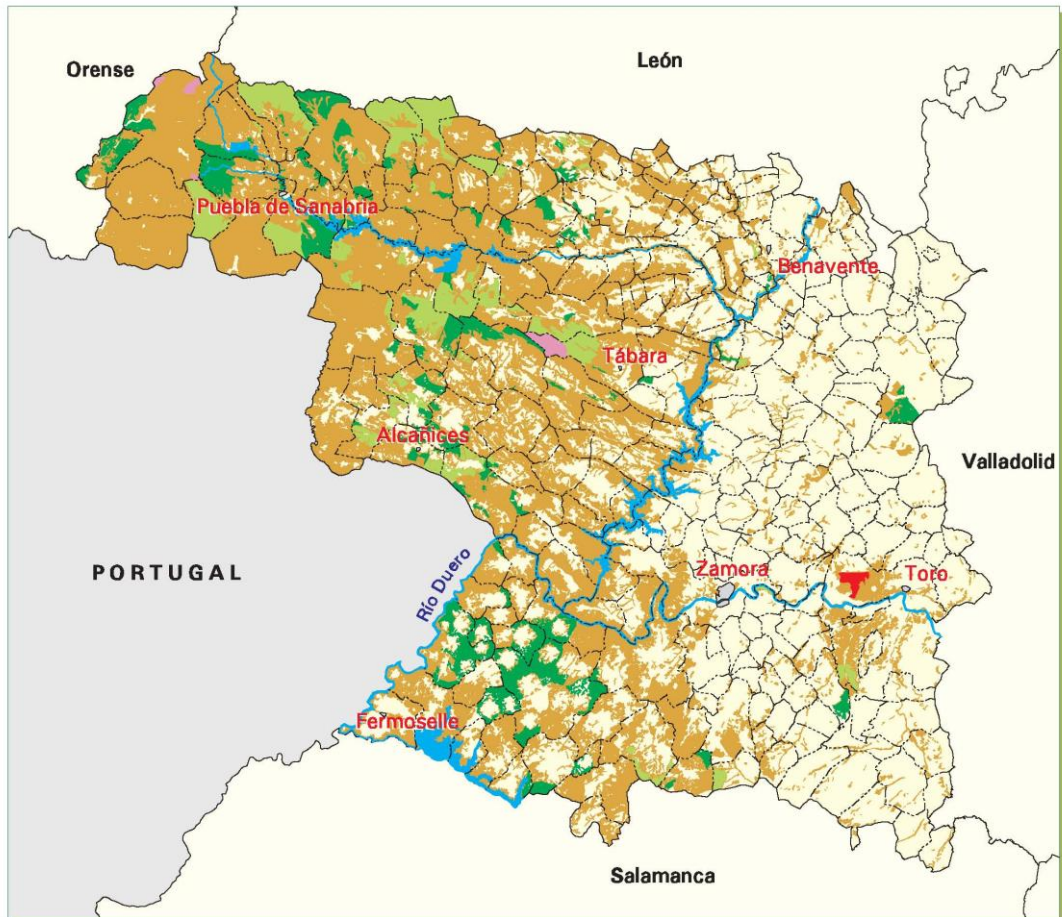 León
Orense
Puebla de Sanabria
Benavente
Tábara
Alcañices
Valladolid
PORTUGAL
Río Duero
Zamora
Toro
Fermoselle
Salamanca